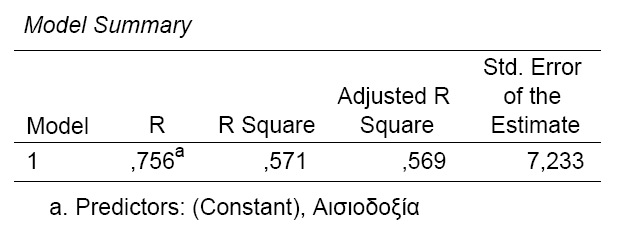 Model Summary
Std. Error
Adjusted R of the
Model R R Square Square Estimate
1 ,756a ,571 ,569 7,233
a. Predictors: (Constant), Αισιοδοξία